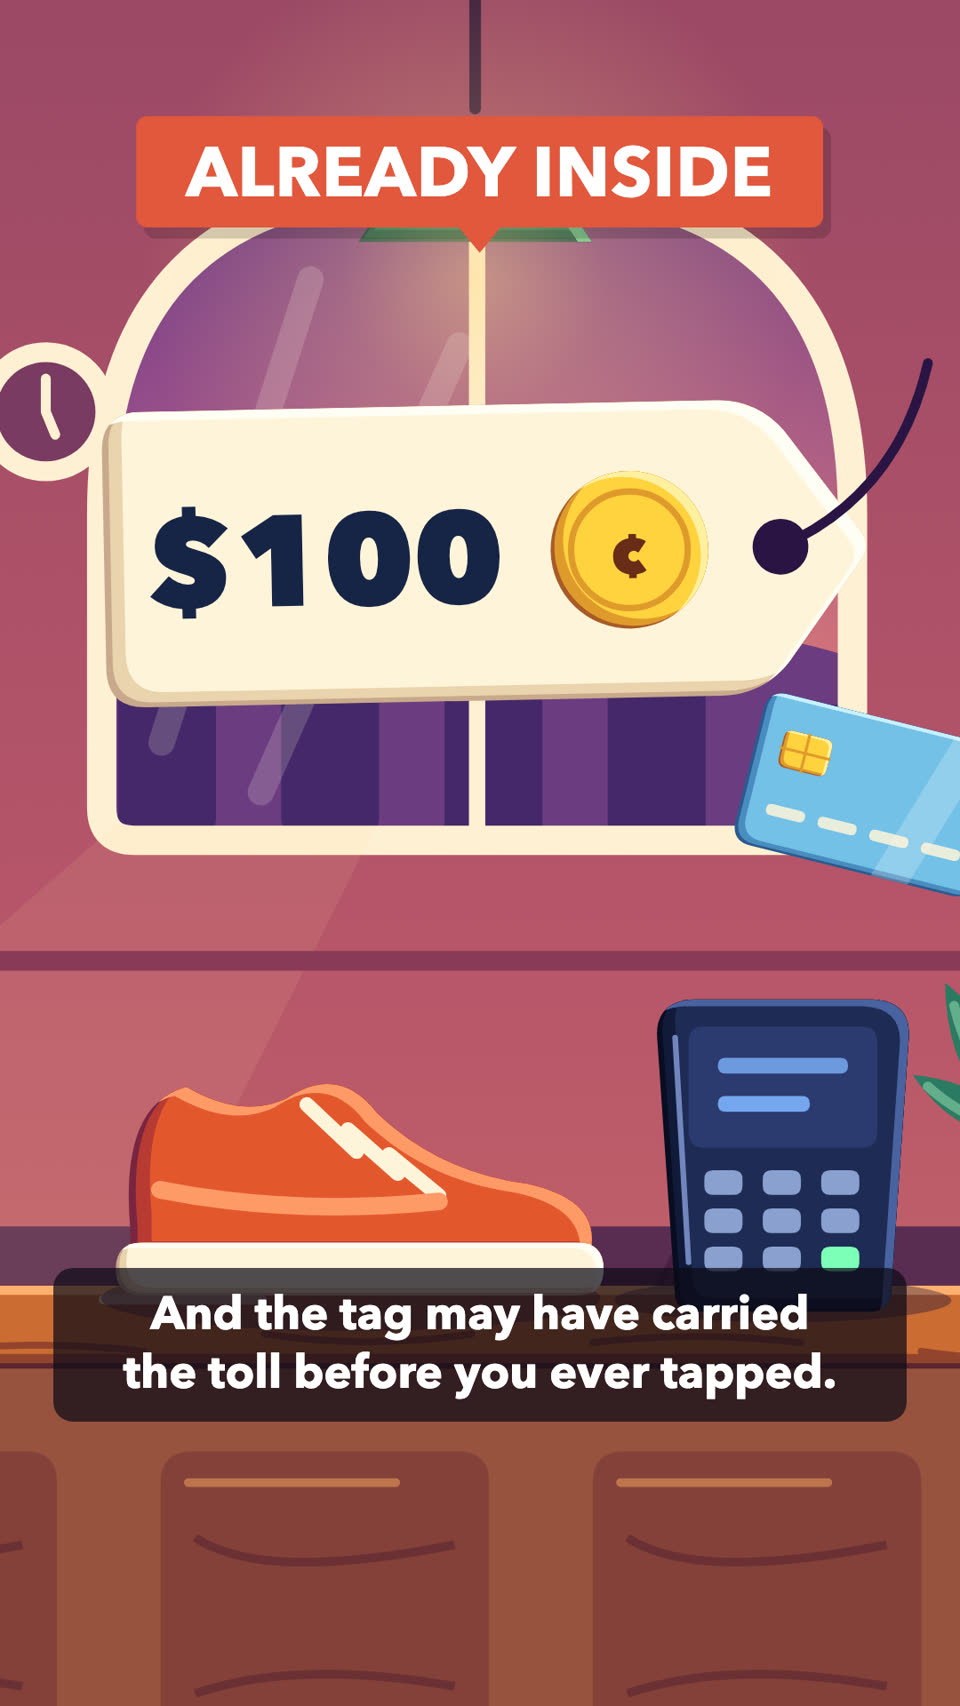 ALREADY INSIDE
$100
¢
And the tag may have carried
the toll before you ever tapped.